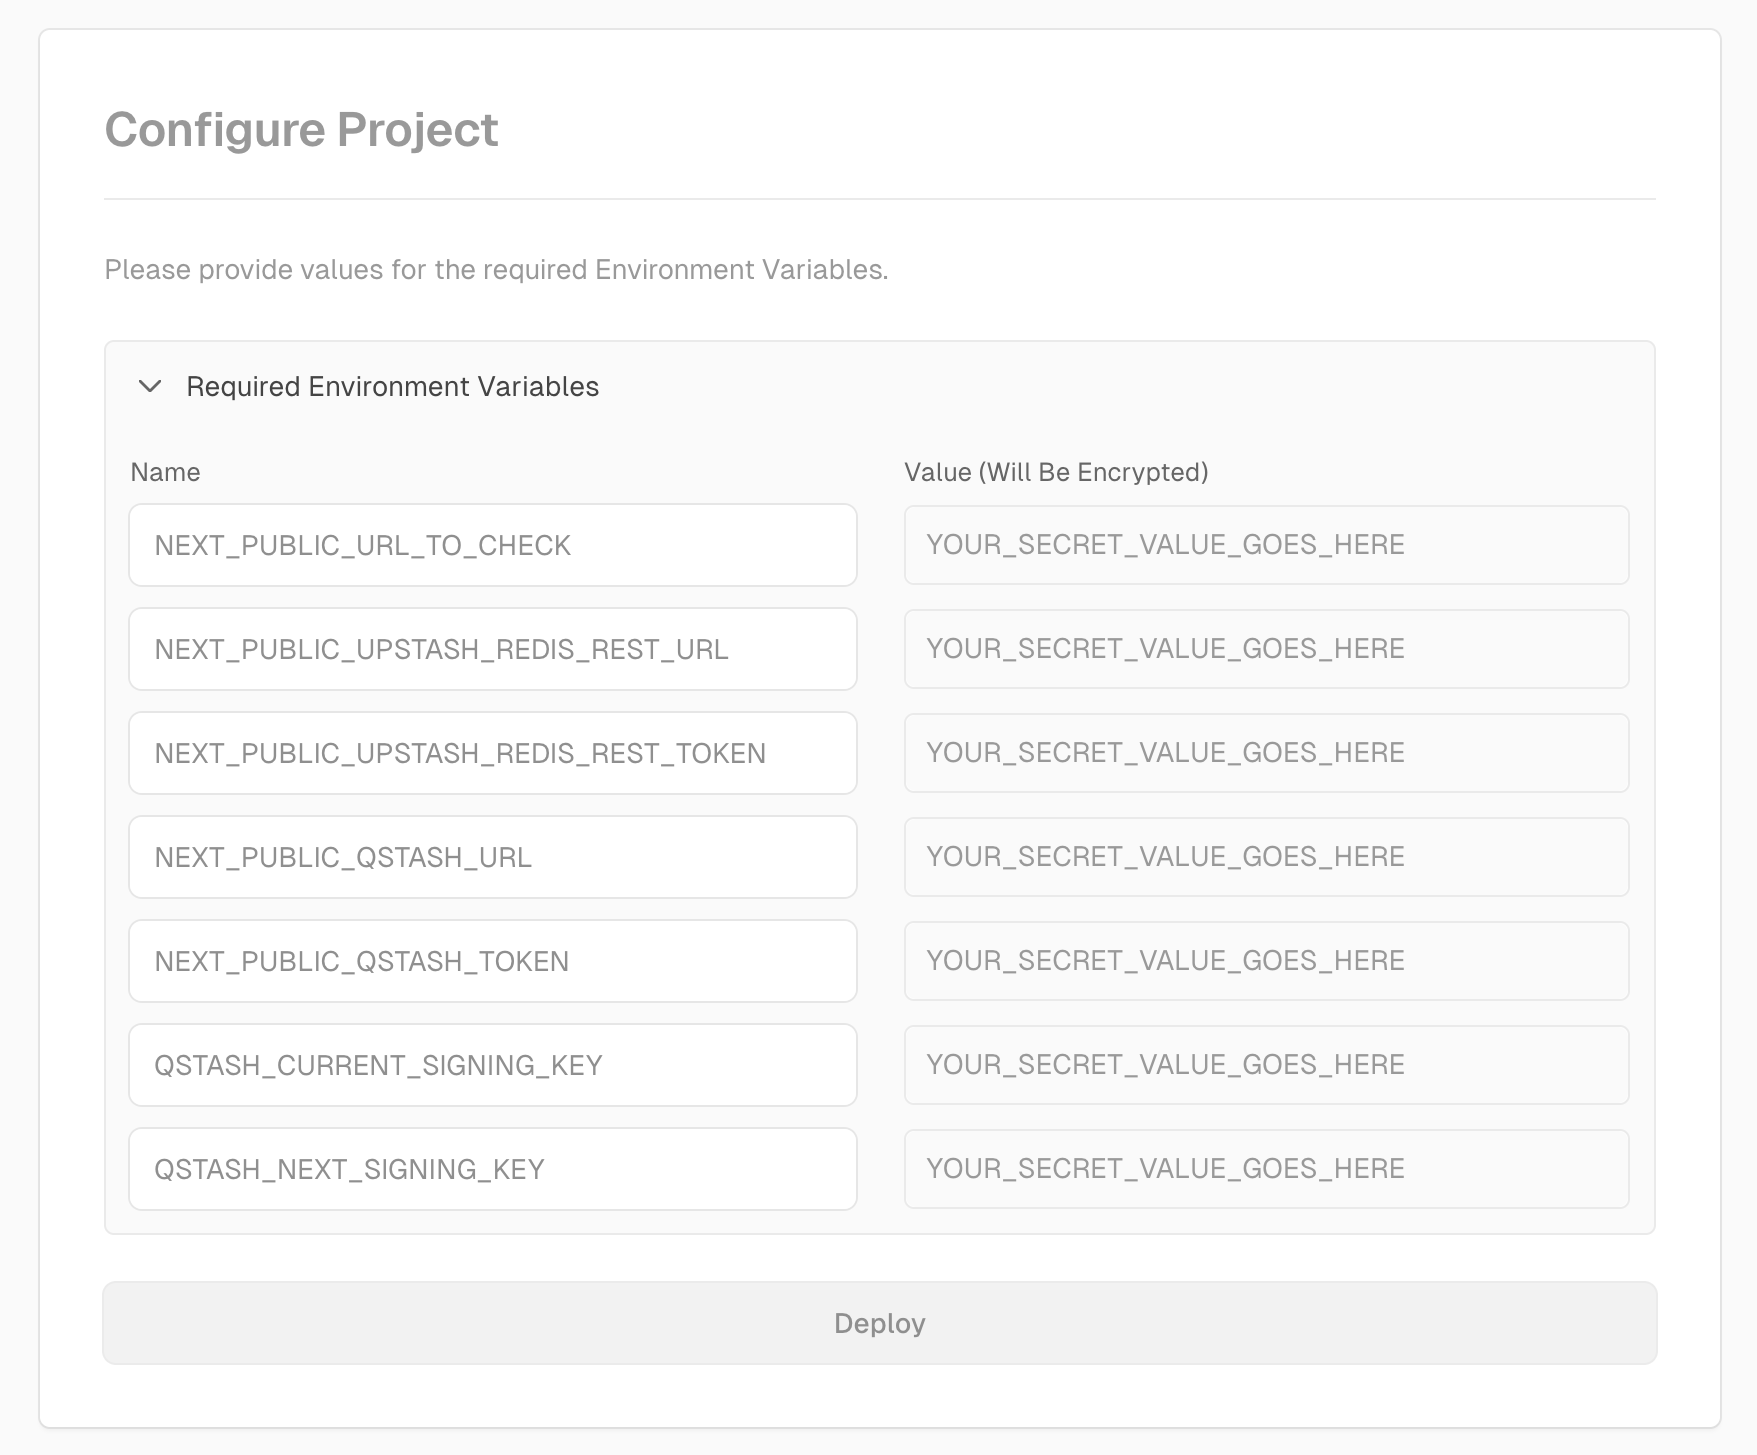 Configure Project
Please provide values for the required Environment Variables.
Required Environment Variables
Name Value (Will Be Encrypted)
NEXT_PUBLIC_URL_TO_CHECK YOUR_SECRET_VALUE_GOES_HERE
NEXT_PUBLIC_UPSTASH_REDIS_REST_URL YOUR_SECRET_VALUE_GOES_HERE
NEXT_PUBLIC_UPSTASH_REDIS_REST_TOKEN YOUR_SECRET_VALUE_GOES_HERE
NEXT_PUBLIC_QSTASH_URL YOUR_SECRET_VALUE_GOES_HERE
NEXT_PUBLIC_QSTASH_TOKEN YOUR_SECRET_VALUE_GOES_HERE
QSTASH_CURRENT_SIGNING_KEY YOUR_SECRET_VALUE_GOES_HERE
QSTASH_NEXT_SIGNING_KEY YOUR_SECRET_VALUE_GOES_HERE
Deploy